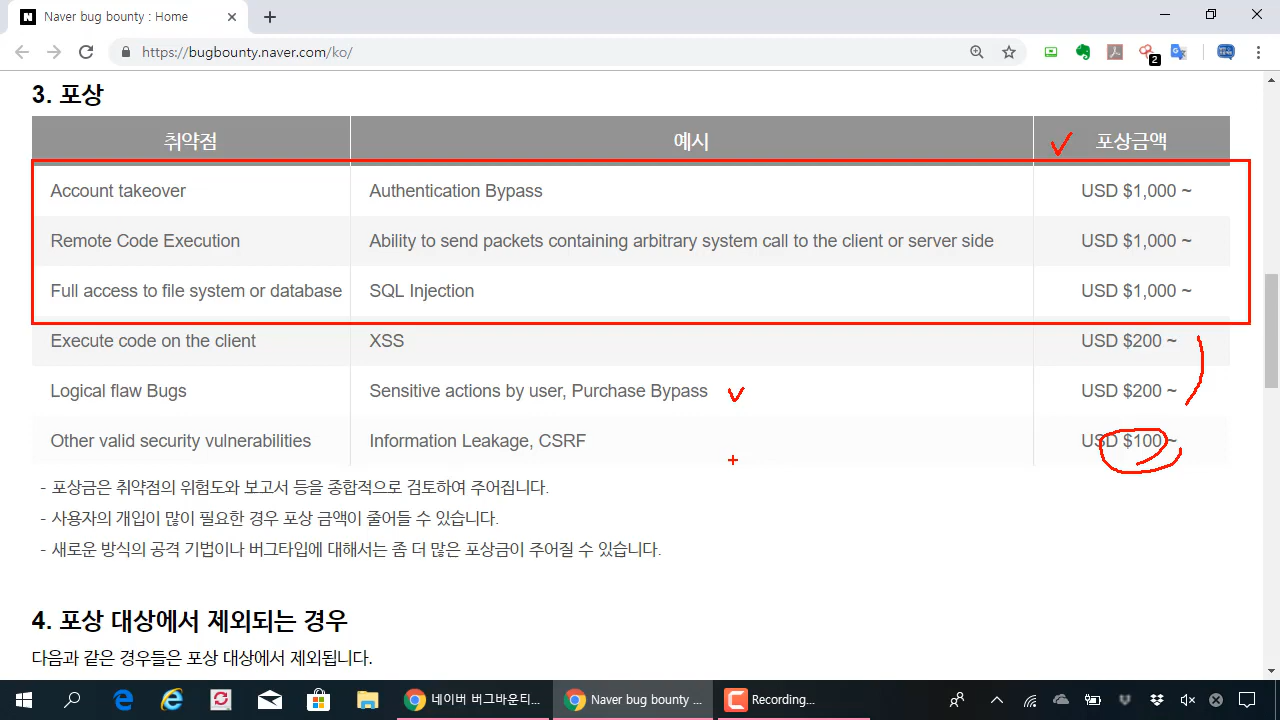 Naver bug bounty : Home
https://bugbounty.naver.com/ko/
2
3. 포상
취약점 예시 포상금액
Account takeover Authentication Bypass USD $1,000 ~
Remote Code Execution Ability to send packets containing arbitrary system call to the client or server side USD $1,000 ~
Full access to file system or database SQL Injection USD $1,000 ~
Execute code on the client XSS USD $200 ~
Logical flaw Bugs Sensitive actions by user, Purchase Bypass USD $200 ~
Other valid security vulnerabilities Information Leakage, CSRF USD $100 ~
- 포상금은 취약점의 위험도와 보고서 등을 종합적으로 검토하여 주어집니다.
- 사용자의 개입이 많이 필요한 경우 포상 금액이 줄어들 수 있습니다.
- 새로운 방식의 공격 기법이나 버그타입에 대해서는 좀 더 많은 포상금이 주어질 수 있습니다.
4. 포상 대상에서 제외되는 경우
다음과 같은 경우들은 포상 대상에서 제외됩니다.
네이버 버그바운티... Naver bug bounty ... Recording...